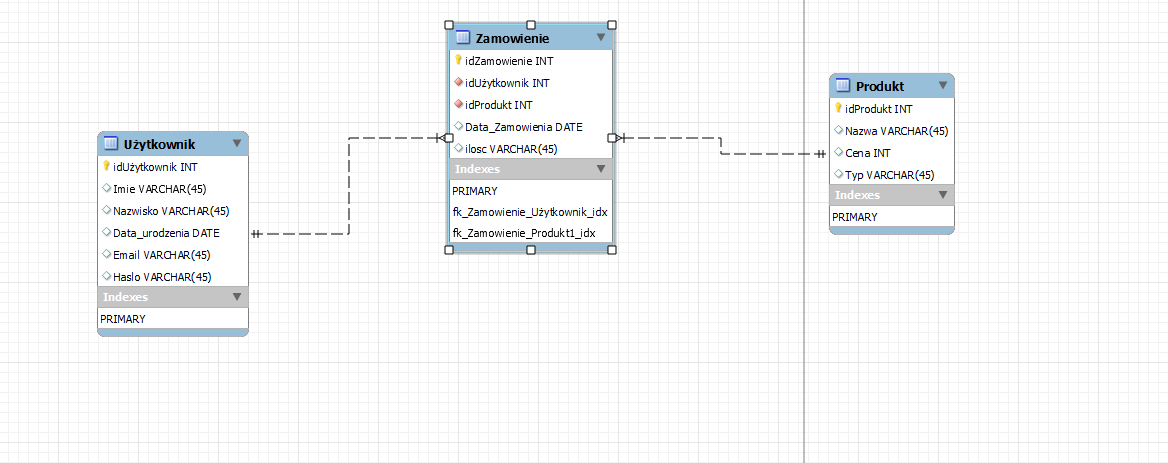 Użytkownik
idUżytkownik INT
Imie VARCHAR(45)
Nazwisko VARCHAR(45)
Data_urodzenia DATE
Email VARCHAR(45)
Haslo VARCHAR(45)
Indexes
PRIMARY
Zamowienie
idZamowienie INT
idUżytkownik INT
idProdukt INT
Data_Zamowienia DATE
ilosc VARCHAR(45)
Indexes
PRIMARY
fk_Zamowienie_Użytkownik_idx
fk_Zamowienie_Produkt1_idx
Produkt
idProdukt INT
Nazwa VARCHAR(45)
Cena INT
Typ VARCHAR(45)
Indexes
PRIMARY